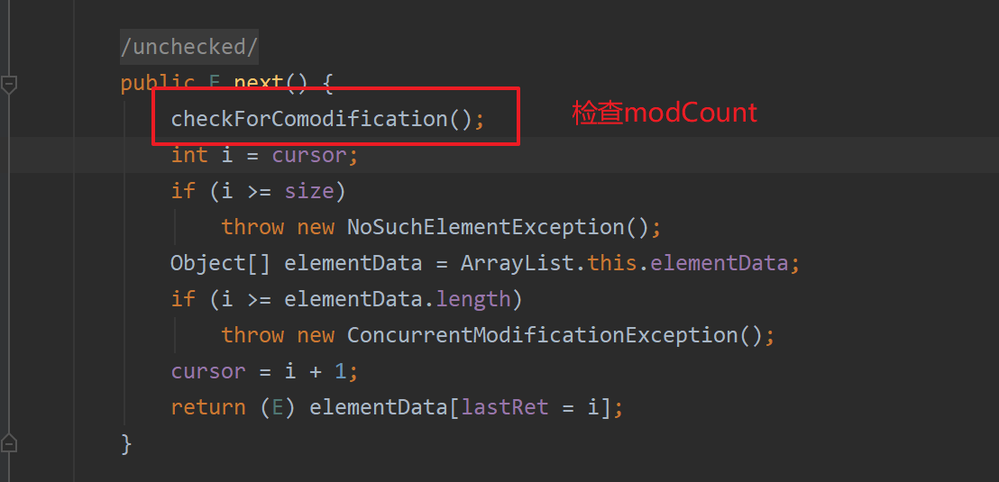 /unchecked/
public E next() {
checkForComodification();
检查modCount
int i = cursor;
if (i >= size)
throw new NoSuchElementException();
Object[] elementData = ArrayList.this.elementData;
if (i >= elementData.length)
throw new ConcurrentModificationException();
cursor = i + 1;
return (E) elementData[lastRet = i];
}